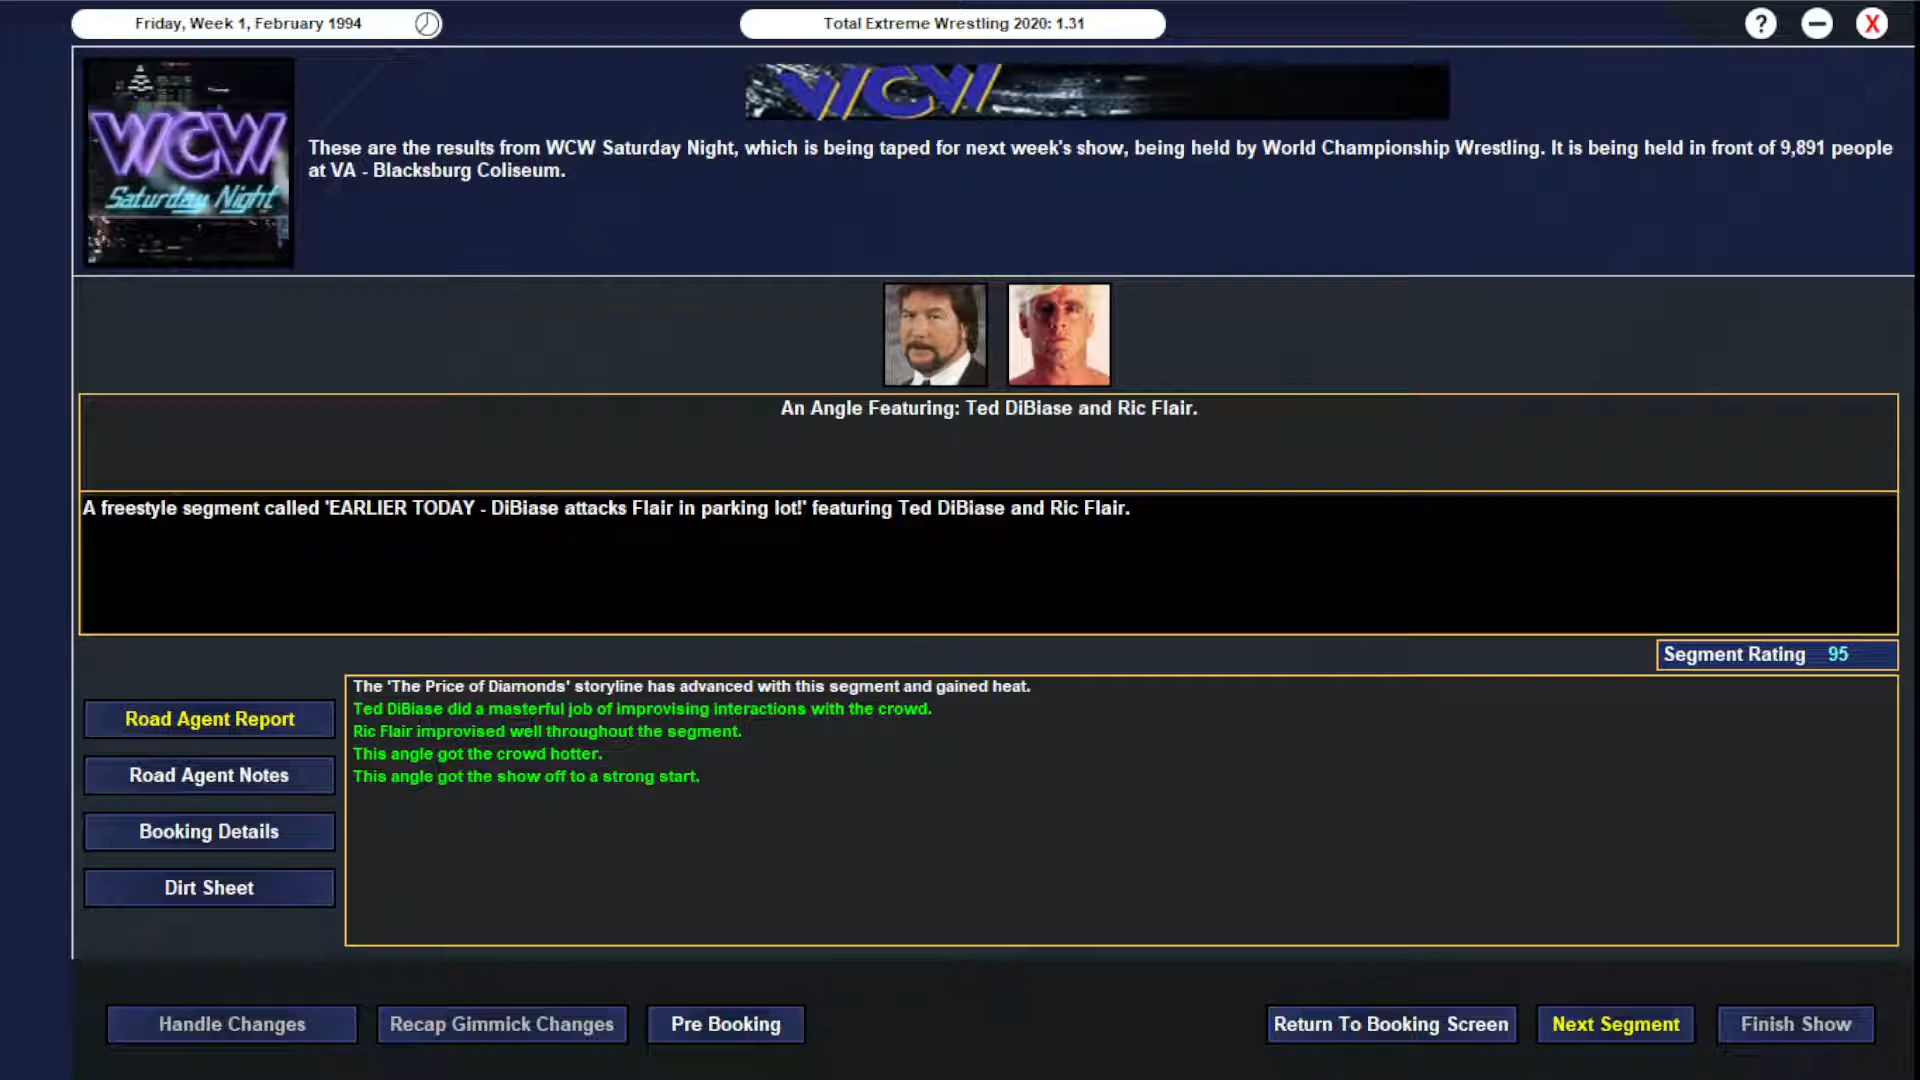 Friday, Week 1, February 1994
Total Extreme Wrestling 2020: 1.31
?
X
WCW
Saturday Night
WCW
These are the results from WCW Saturday Night, which is being taped for next week's show, being held by World Championship Wrestling. It is being held in front of 9,891 people
at VA - Blacksburg Coliseum.
An Angle Featuring: Ted DiBiase and Ric Flair.
A freestyle segment called 'EARLIER TODAY - DiBiase attacks Flair in parking lot!' featuring Ted DiBiase and Ric Flair.
Segment Rating 95
The 'The Price of Diamonds' storyline has advanced with this segment and gained heat.
Ted DiBiase did a masterful job of improvising interactions with the crowd.
Ric Flair improvised well throughout the segment.
This angle got the crowd hotter.
This angle got the show off to a strong start.
Road Agent Report
Road Agent Notes
Booking Details
Dirt Sheet
Handle Changes
Recap Gimmick Changes
Pre Booking
Return To Booking Screen
Next Segment
Finish Show